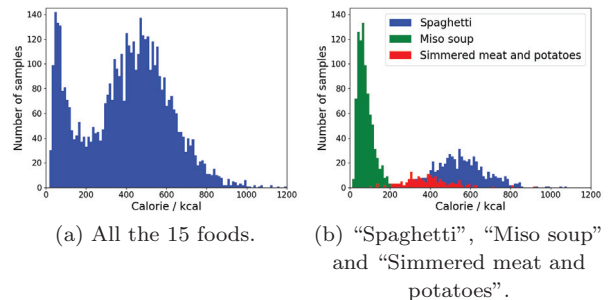 Number of samples
140
120
100
80
60
40
20
0
0 200 400 600 800 1000 1200
Calorie / kcal
(a) All the 15 foods.
Number of samples
140
120
100
80
60
40
20
0
Spaghetti
Miso soup
Simmered meat and potatoes
0 200 400 600 800 1000 1200
Calorie / kcal
(b) “Spaghetti”, “Miso soup”
and “Simmered meat and
potatoes”.